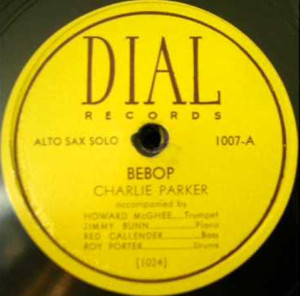 DIAL
RECORDS
ALTO SAX SOLO 1007-A
BEBOP
CHARLIE PARKER
accompanied by
HOWARD McGHEE....Trumpet
JIMMY BUNN..........Piano
RED CALLENDER........Bass
ROY PORTER..........Drums
(1024)